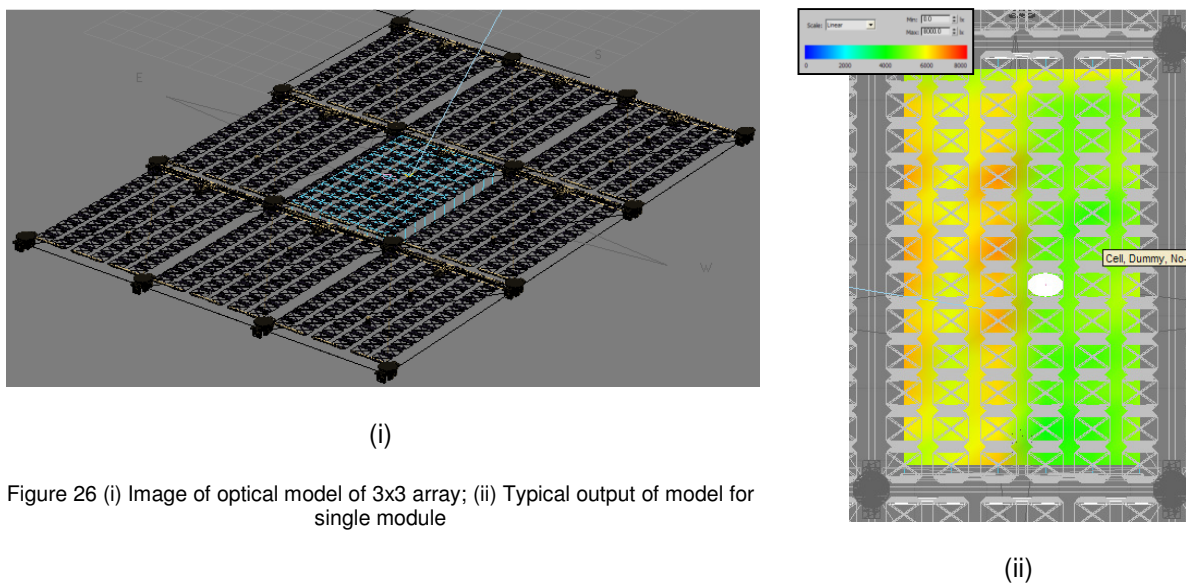 E
S
W
(i)
Figure 26 (i) Image of optical model of 3x3 array; (ii) Typical output of model for
single module
Scale: Linear
Min: 0.0 lx
Max: 8000.0 lx
0 2000 4000 6000 8000
Cell, Dummy, No-
(ii)